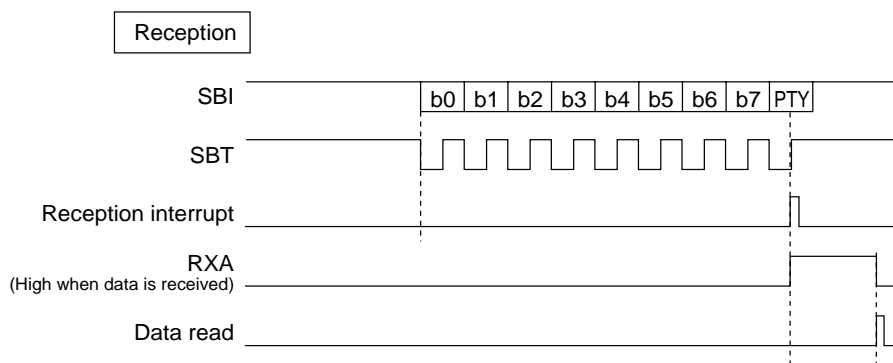 Reception
SBI
b0 b1 b2 b3 b4 b5 b6 b7 PTY
SBT
Reception interrupt
RXA
(High when data is received)
Data read